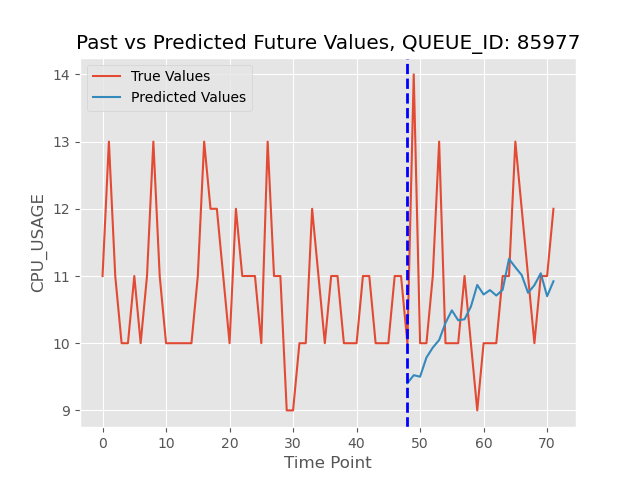 Past vs Predicted Future Values, QUEUE_ID: 85977
True Values
Predicted Values
CPU_USAGE
14
13
12
11
10
9
0 10 20 30 40 50 60 70
Time Point